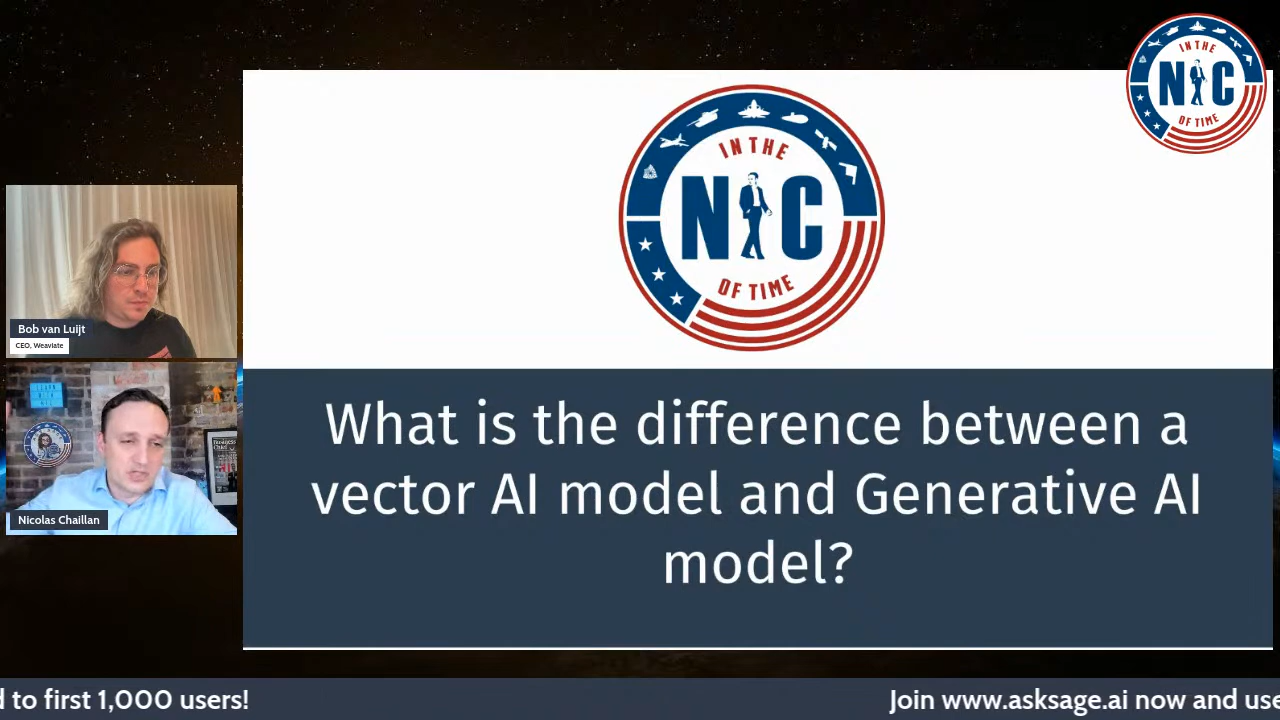 IN THE
NIC
OF TIME
IN THE
NIC
OF TIME
What is the difference between a
vector AI model and Generative AI
model?
Bob van Luijt
CEO, Weaviate
Nicolas Chaillan
d to first 1,000 users!
Join www.asksage.ai now and use